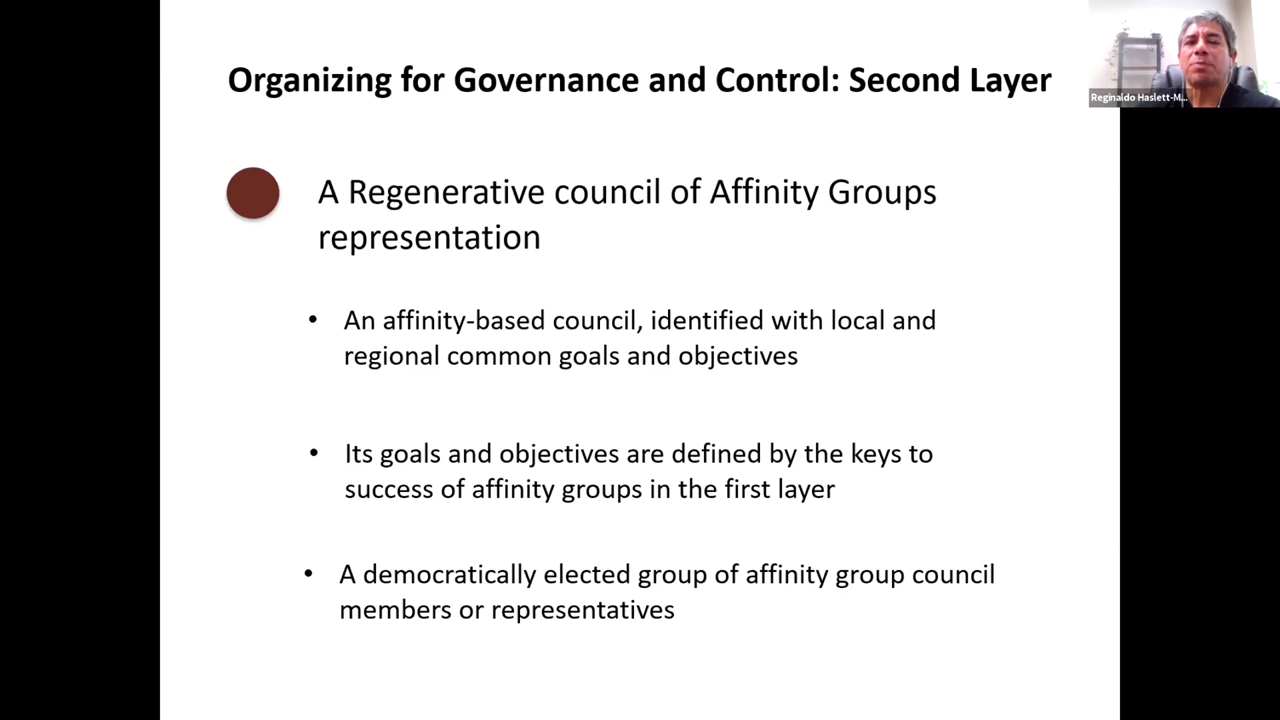 Organizing for Governance and Control: Second Layer
Reginaldo Haslett-M...
A Regenerative council of Affinity Groups
representation
• An affinity-based council, identified with local and
regional common goals and objectives
• Its goals and objectives are defined by the keys to
success of affinity groups in the first layer
• A democratically elected group of affinity group council
members or representatives